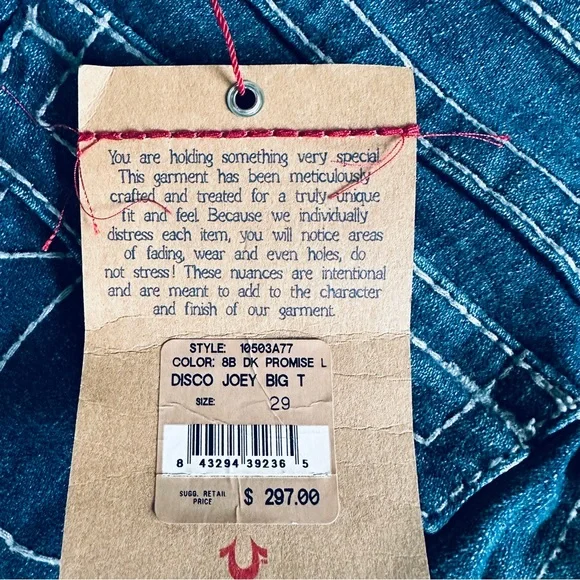 You are holding something very special.
This garment has been meticulously
crafted and treated for a truly unique
fit and feel. Because we individually
distress each item, you will notice areas
of fading, wear and even holes, do
not stress! These nuances are intentional
and are meant to add to the character
and finish of our garment.
STYLE: 10503A77
COLOR: 8B DK PROMISE L
DISCO JOEY BIG T
SIZE: 29
8 43294 39236 5
SUGG. RETAIL
PRICE $ 297.00